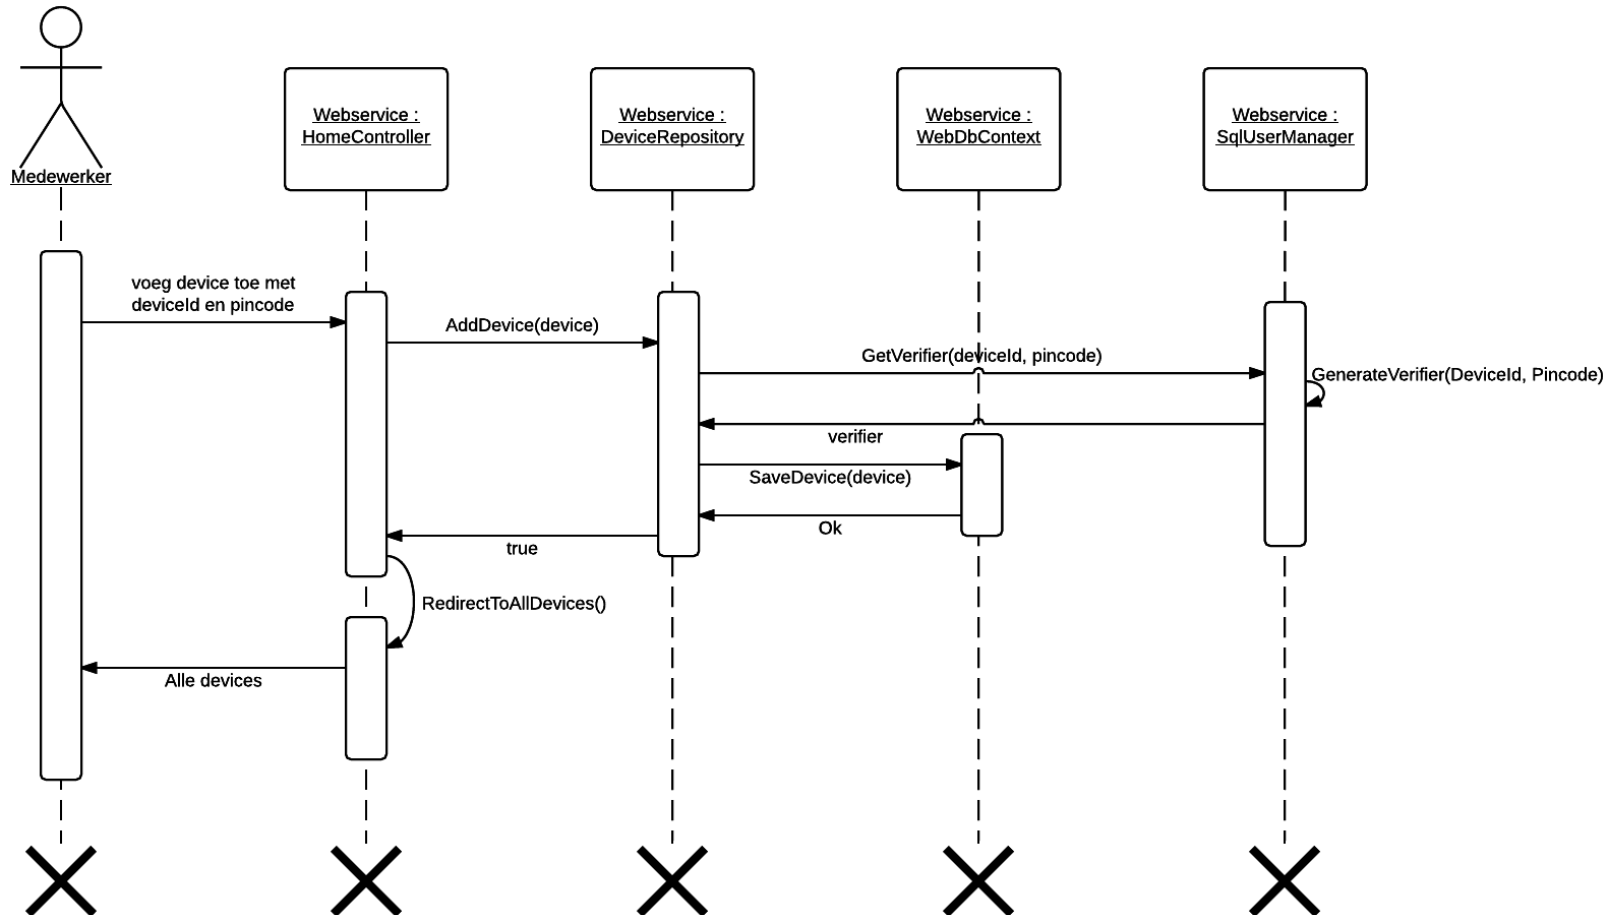 Medewerker
Webservice :
HomeController
Webservice :
DeviceRepository
Webservice :
WebDbContext
Webservice :
SqlUserManager
voeg device toe met
deviceId en pincode
AddDevice(device)
GetVerifier(deviceId, pincode)
GenerateVerifier(DeviceId, Pincode)
verifier
SaveDevice(device)
Ok
true
RedirectToAllDevices()
Alle devices